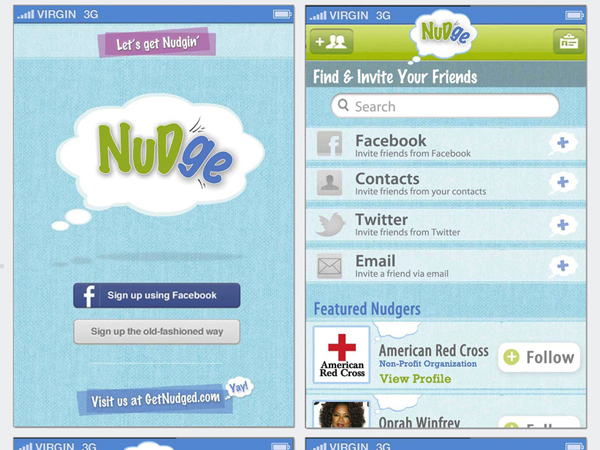 VIRGIN 3G
Let's get Nudgin'
NuDge
Sign up using Facebook
Sign up the old-fashioned way
Visit us at GetNudged.com
Yay!
VIRGIN 3G
NuDge
Find & Invite Your Friends
Search
Facebook
Invite friends from Facebook
Contacts
Invite friends from your contacts
Twitter
Invite friends from Twitter
Email
Invite a friend via email
Featured Nudgers
American
Red Cross
American Red Cross
Non-Profit Organization
View Profile
Follow
Oprah Winfrey
Follow
VIRGIN 3G
VIRGIN 3G